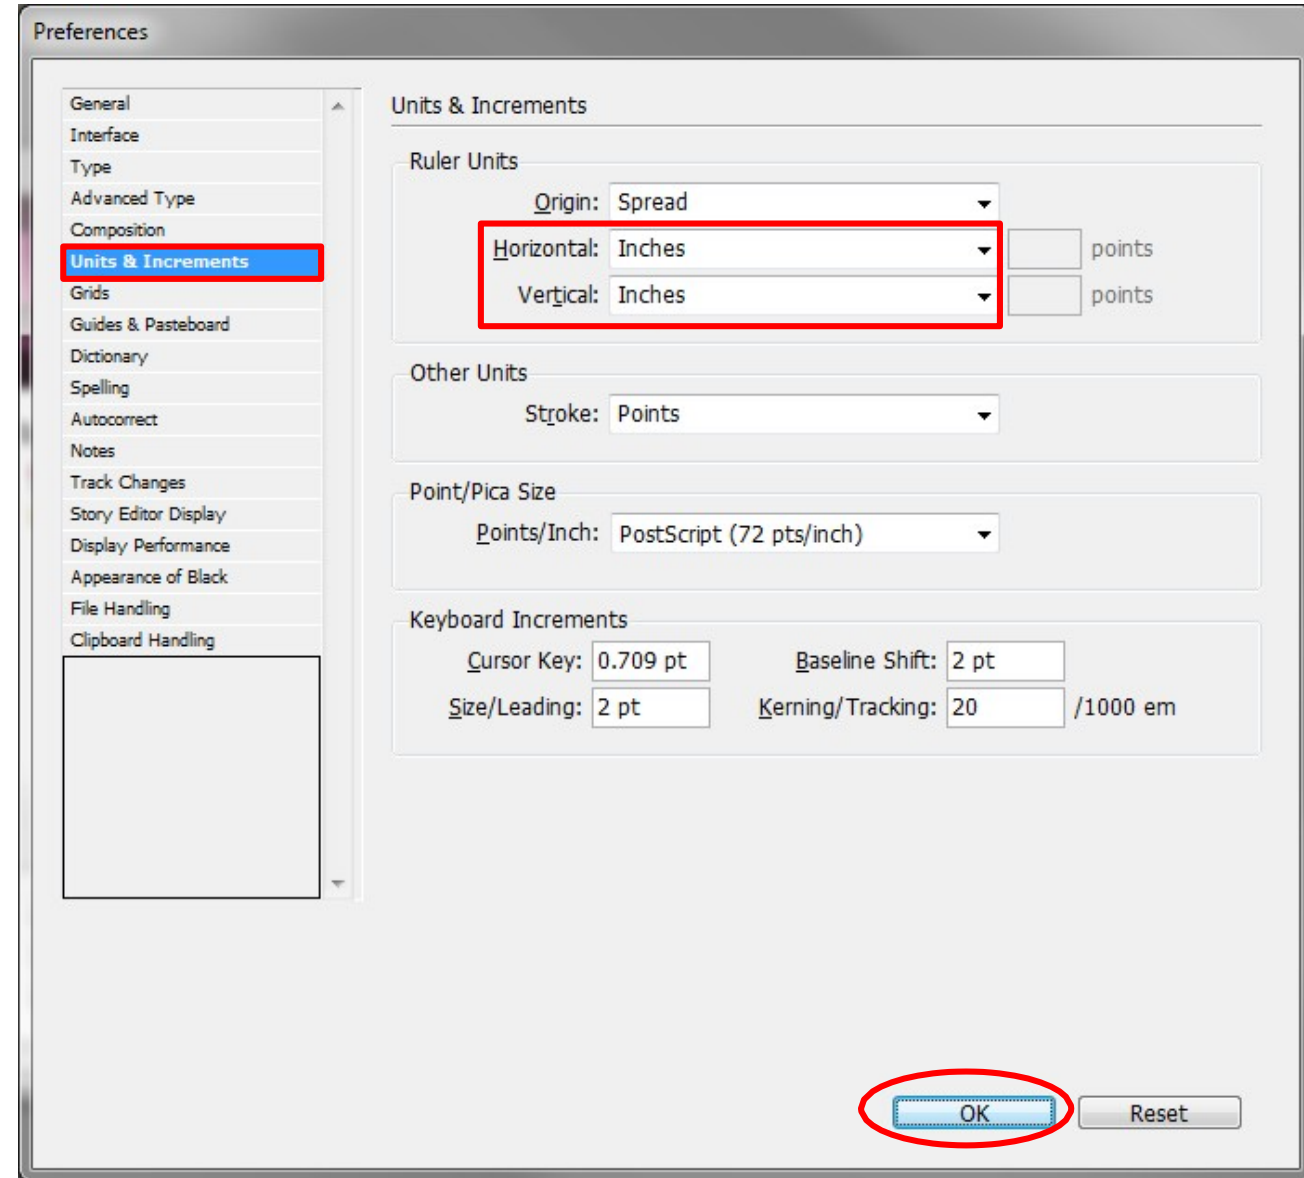 Preferences
General
Interface
Type
Advanced Type
Composition
Units & Increments
Grids
Guides & Pasteboard
Dictionary
Spelling
Autocorrect
Notes
Track Changes
Story Editor Display
Display Performance
Appearance of Black
File Handling
Clipboard Handling
Units & Increments
Ruler Units
Origin: Spread
Horizontal: Inches points
Vertical: Inches points
Other Units
Stroke: Points
Point/Pica Size
Points/Inch: PostScript (72 pts/inch)
Keyboard Increments
Cursor Key: 0.709 pt Baseline Shift: 2 pt
Size/Leading: 2 pt Kerning/Tracking: 20 /1000 em
OK Reset